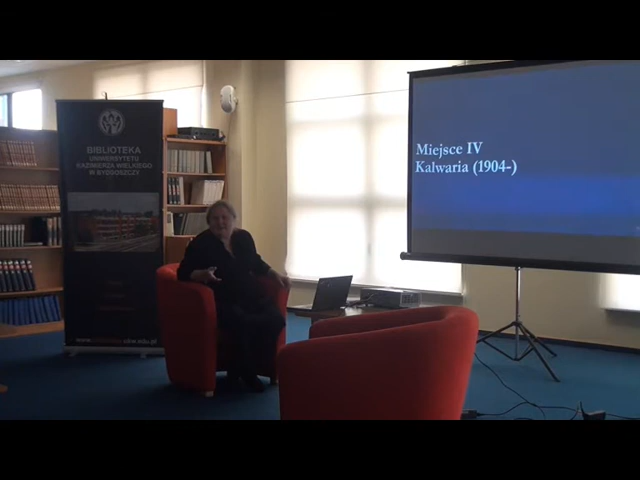 BIBLIOTEKA
UNIWERSYTETU
KAZIMIERZA WIELKIEGO
W BYDGOSZCZY
Miejsce IV
Kalwaria (1904-)